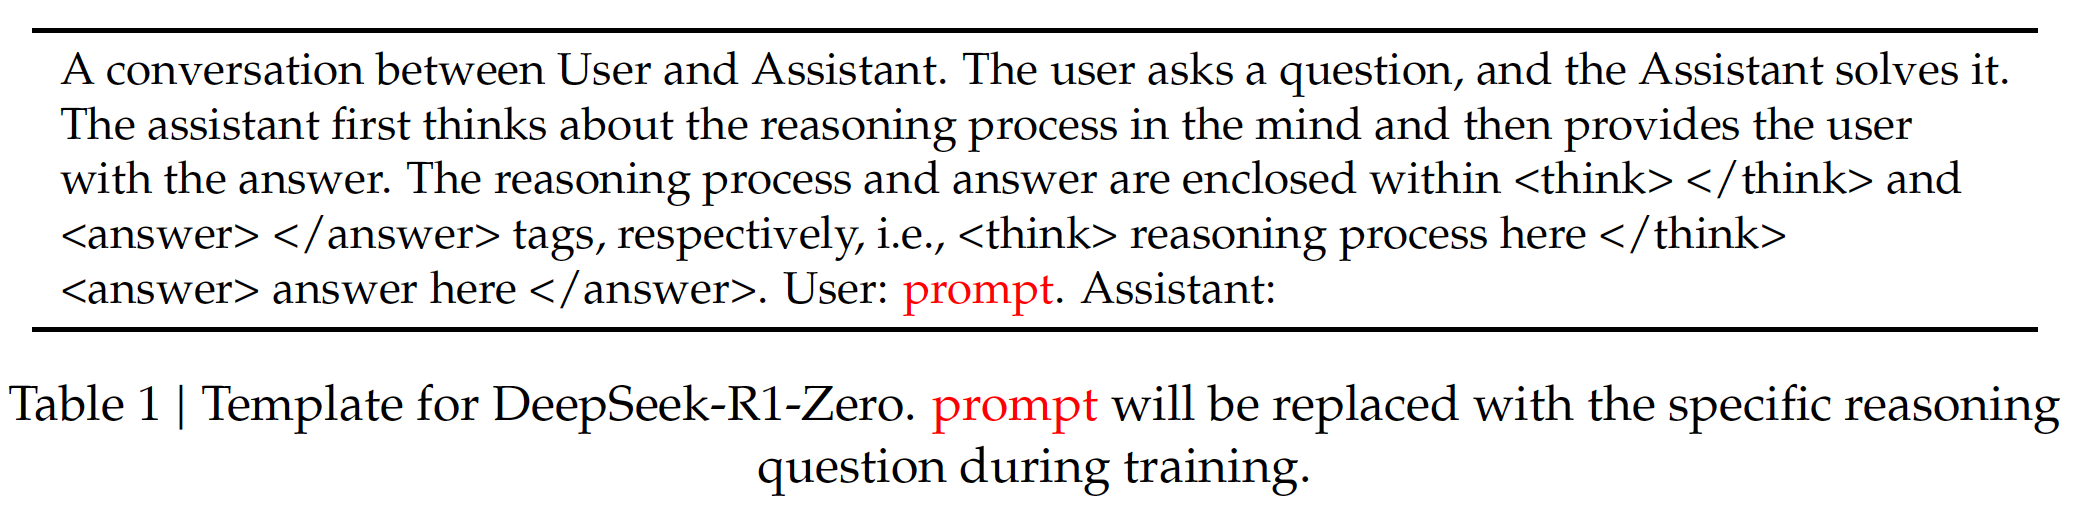 A conversation between User and Assistant. The user asks a question, and the Assistant solves it.
The assistant first thinks about the reasoning process in the mind and then provides the user
with the answer. The reasoning process and answer are enclosed within <think> </think> and
<answer> </answer> tags, respectively, i.e., <think> reasoning process here </think>
<answer> answer here </answer>. User: prompt. Assistant:
Table 1 | Template for DeepSeek-R1-Zero. prompt will be replaced with the specific reasoning
question during training.